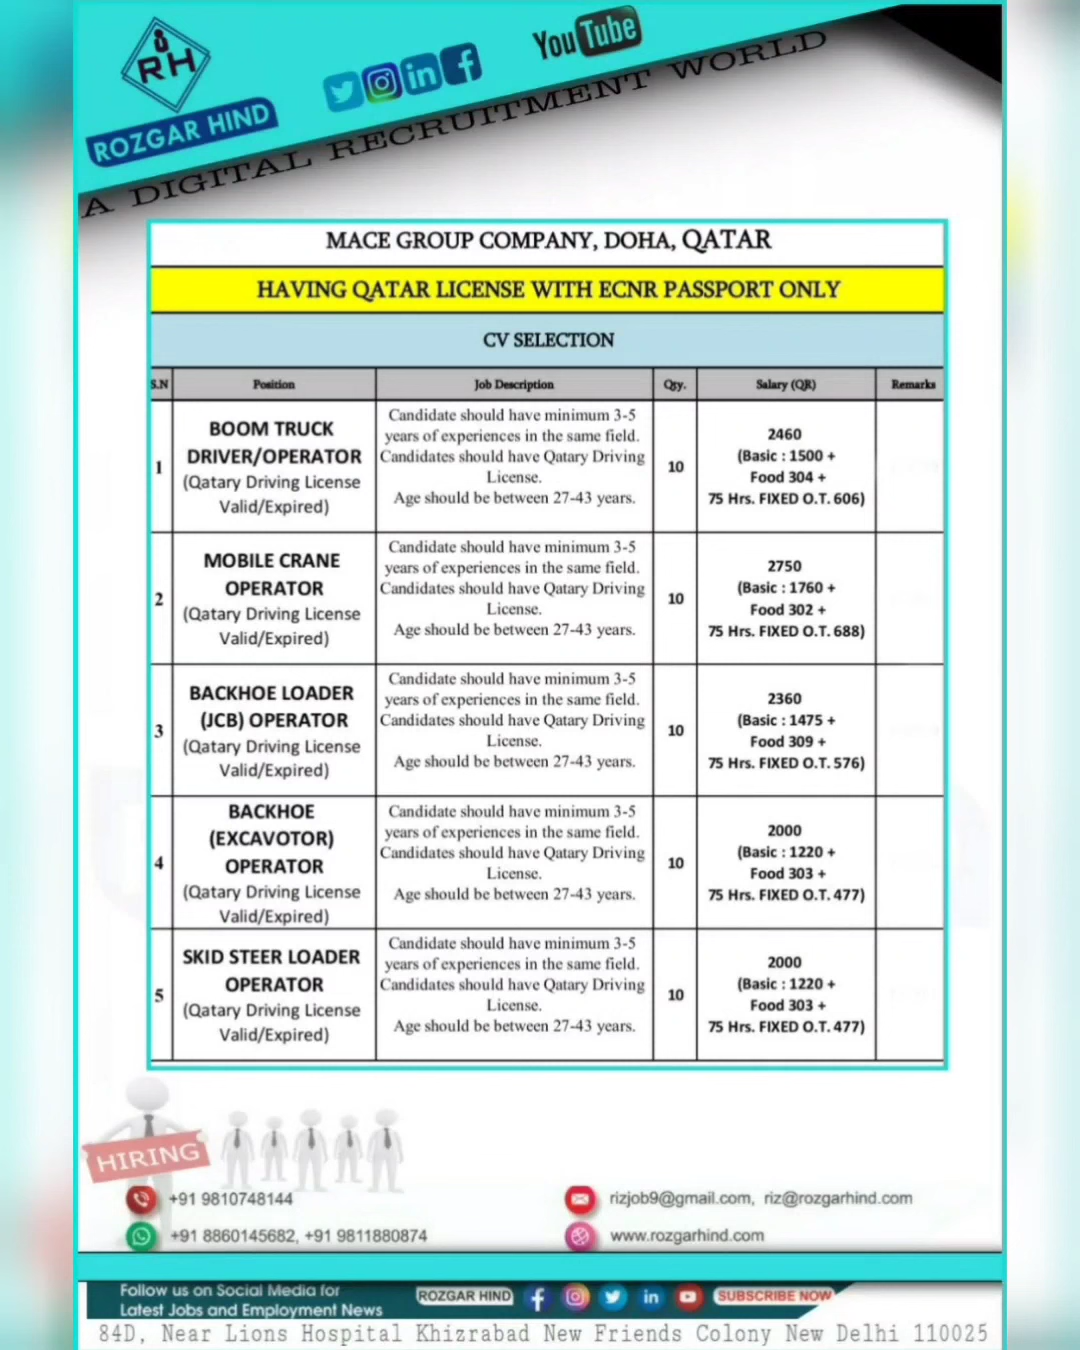 RH
ROZGAR HIND
You Tube
A DIGITAL RECRUITMENT WORLD
MACE GROUP COMPANY, DOHA, QATAR
HAVING QATAR LICENSE WITH ECNR PASSPORT ONLY
CV SELECTION
S.N Position Job Description Qty. Salary (QR) Remarks
1
BOOM TRUCK
DRIVER/OPERATOR
(Qatary Driving License
Valid/Expired)
Candidate should have minimum 3-5
years of experiences in the same field.
Candidates should have Qatary Driving
License.
Age should be between 27-43 years.
10
2460
(Basic : 1500 +
Food 304 +
75 Hrs. FIXED O.T. 606)
2
MOBILE CRANE
OPERATOR
(Qatary Driving License
Valid/Expired)
Candidate should have minimum 3-5
years of experiences in the same field.
Candidates should have Qatary Driving
License.
Age should be between 27-43 years.
10
2750
(Basic : 1760 +
Food 302 +
75 Hrs. FIXED O.T. 688)
3
BACKHOE LOADER
(JCB) OPERATOR
(Qatary Driving License
Valid/Expired)
Candidate should have minimum 3-5
years of experiences in the same field.
Candidates should have Qatary Driving
License.
Age should be between 27-43 years.
10
2360
(Basic : 1475 +
Food 309 +
75 Hrs. FIXED O.T. 576)
4
BACKHOE
(EXCAVOTOR)
OPERATOR
(Qatary Driving License
Valid/Expired)
Candidate should have minimum 3-5
years of experiences in the same field.
Candidates should have Qatary Driving
License.
Age should be between 27-43 years.
10
2000
(Basic : 1220 +
Food 303 +
75 Hrs. FIXED O.T. 477)
5
SKID STEER LOADER
OPERATOR
(Qatary Driving License
Valid/Expired)
Candidate should have minimum 3-5
years of experiences in the same field.
Candidates should have Qatary Driving
License.
Age should be between 27-43 years.
10
2000
(Basic : 1220 +
Food 303 +
75 Hrs. FIXED O.T. 477)
HIRING
+91 9810748144
rizjob9@gmail.com, riz@rozgarhind.com
+91 8860145682, +91 9811880874
www.rozgarhind.com
Follow us on Social Media for
Latest Jobs and Employment News
ROZGAR HIND
SUBSCRIBE NOW
84D, Near Lions Hospital Khizrabad New Friends Colony New Delhi 110025